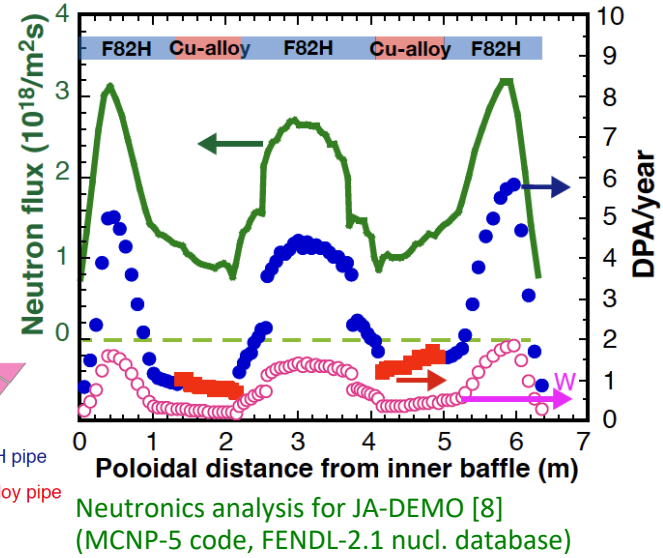 4
3
2
1
0
Neutron flux (10¹⁸/m²s)
F82H Cu-alloy F82H Cu-alloy F82H
10
9
8
7
6
5
4
3
2
1
0
DPA/year
W
0 1 2 3 4 5 6 7
Poloidal distance from inner baffle (m)
H pipe
loy pipe
Neutronics analysis for JA-DEMO [8]
(MCNP-5 code, FENDL-2.1 nucl. database)